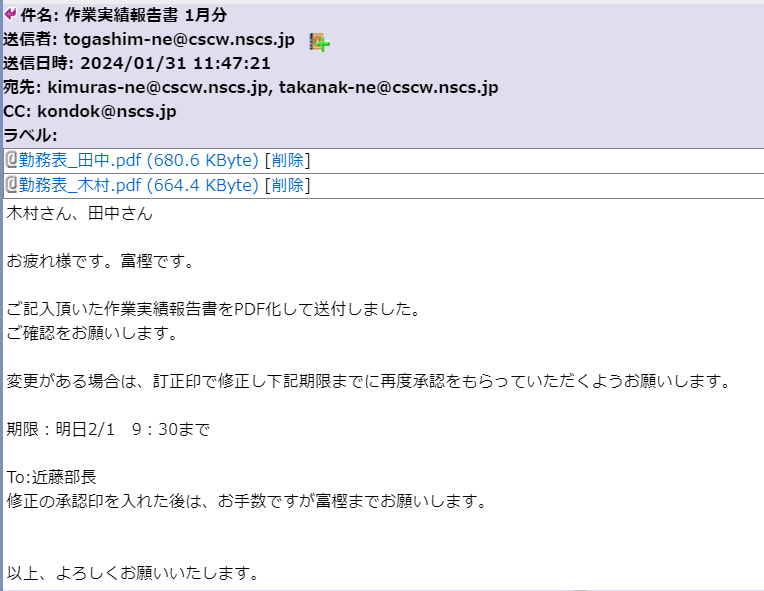 件名: 作業実績報告書 1月分
送信者: togashim-ne@cscw.nscs.jp
送信日時: 2024/01/31 11:47:21
宛先: kimuras-ne@cscw.nscs.jp, takanak-ne@cscw.nscs.jp
CC: kondok@nscs.jp
ラベル:
勤務表_田中.pdf (680.6 KByte) [削除]
勤務表_木村.pdf (664.4 KByte) [削除]
木村さん、田中さん
お疲れ様です。富樫です。
ご記入頂いた作業実績報告書をPDF化して送付しました。
ご確認をお願いします。
変更がある場合は、訂正印で修正し下記期限までに再度承認をもらっていただくようお願いします。
期限：明日2/1　9：30まで
To:近藤部長
修正の承認印を入れた後は、お手数ですが富樫までお願いします。
以上、よろしくお願いいたします。